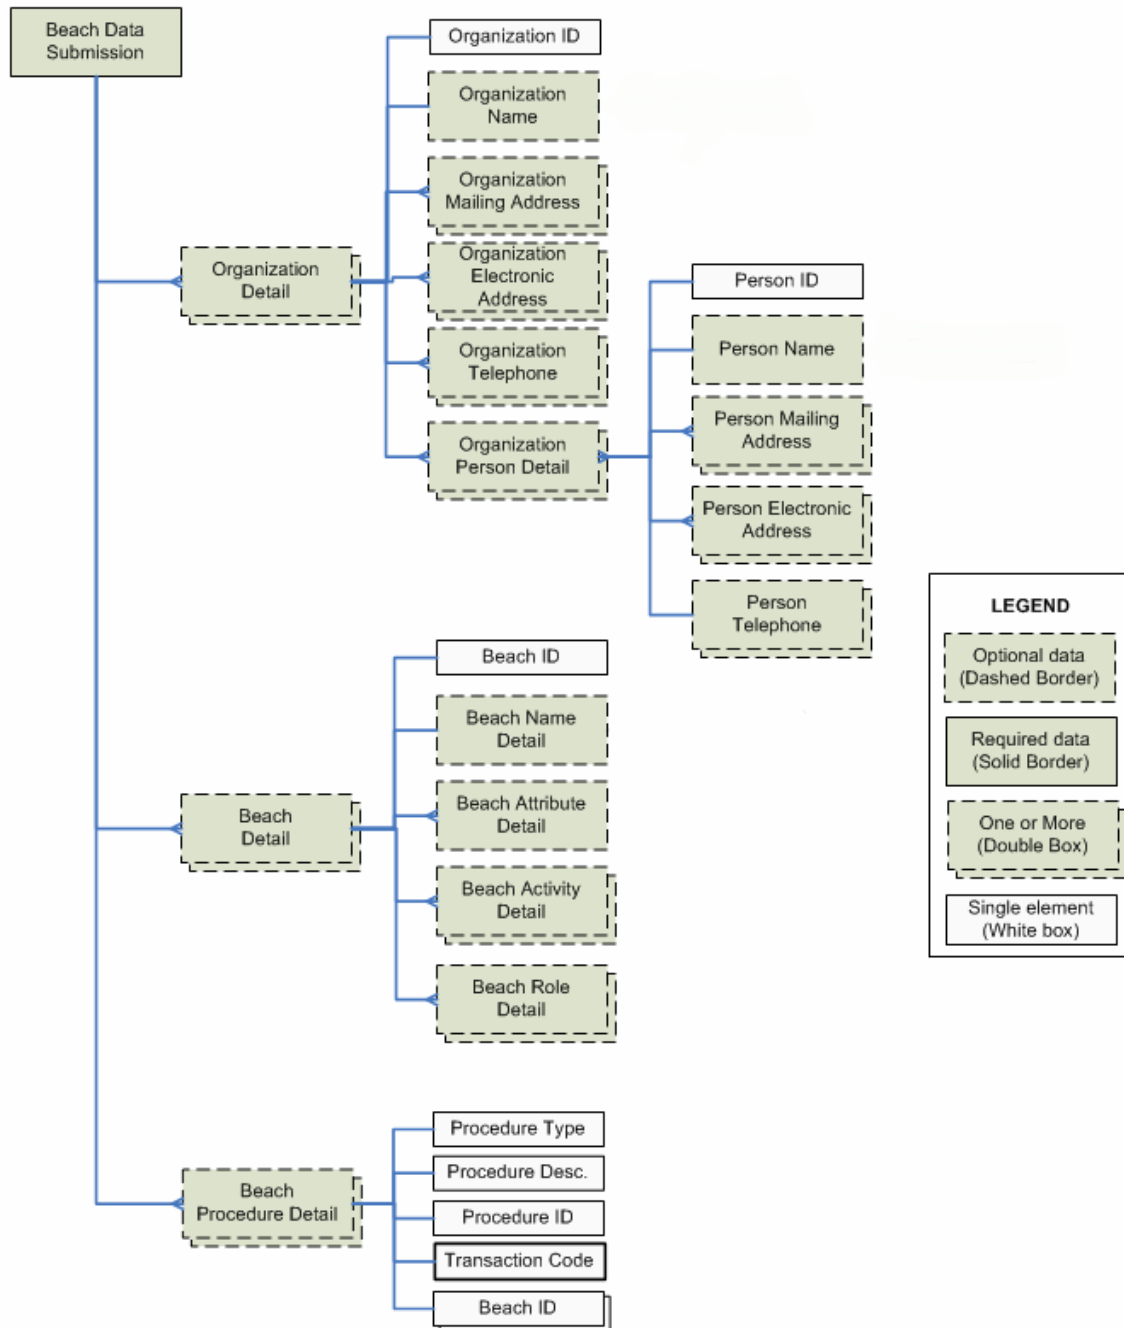 Beach Data
Submission
Organization ID
Organization
Name
Organization
Mailing Address
Organization
Detail
Organization
Electronic
Address
Organization
Telephone
Organization
Person Detail
Person ID
Person Name
Person Mailing
Address
Person Electronic
Address
Person
Telephone
Beach ID
Beach Name
Detail
Beach
Detail
Beach Attribute
Detail
Beach Activity
Detail
Beach Role
Detail
Beach
Procedure Detail
Procedure Type
Procedure Desc.
Procedure ID
Transaction Code
Beach ID
LEGEND
Optional data
(Dashed Border)
Required data
(Solid Border)
One or More
(Double Box)
Single element
(White box)